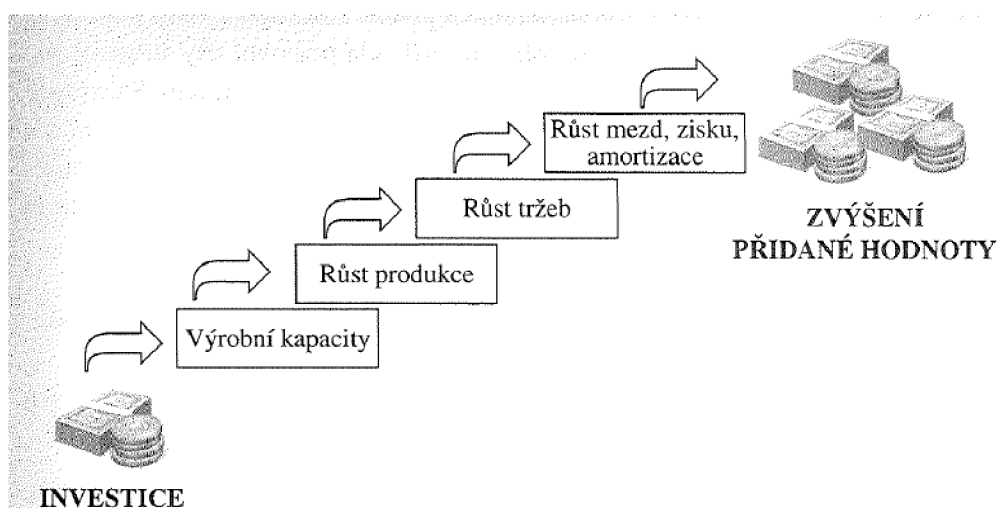 Růst mezd, zisku,
amortizace
Růst tržeb
ZVÝŠENÍ
PŘIDANÉ HODNOTY
Růst produkce
Výrobní kapacity
INVESTICE